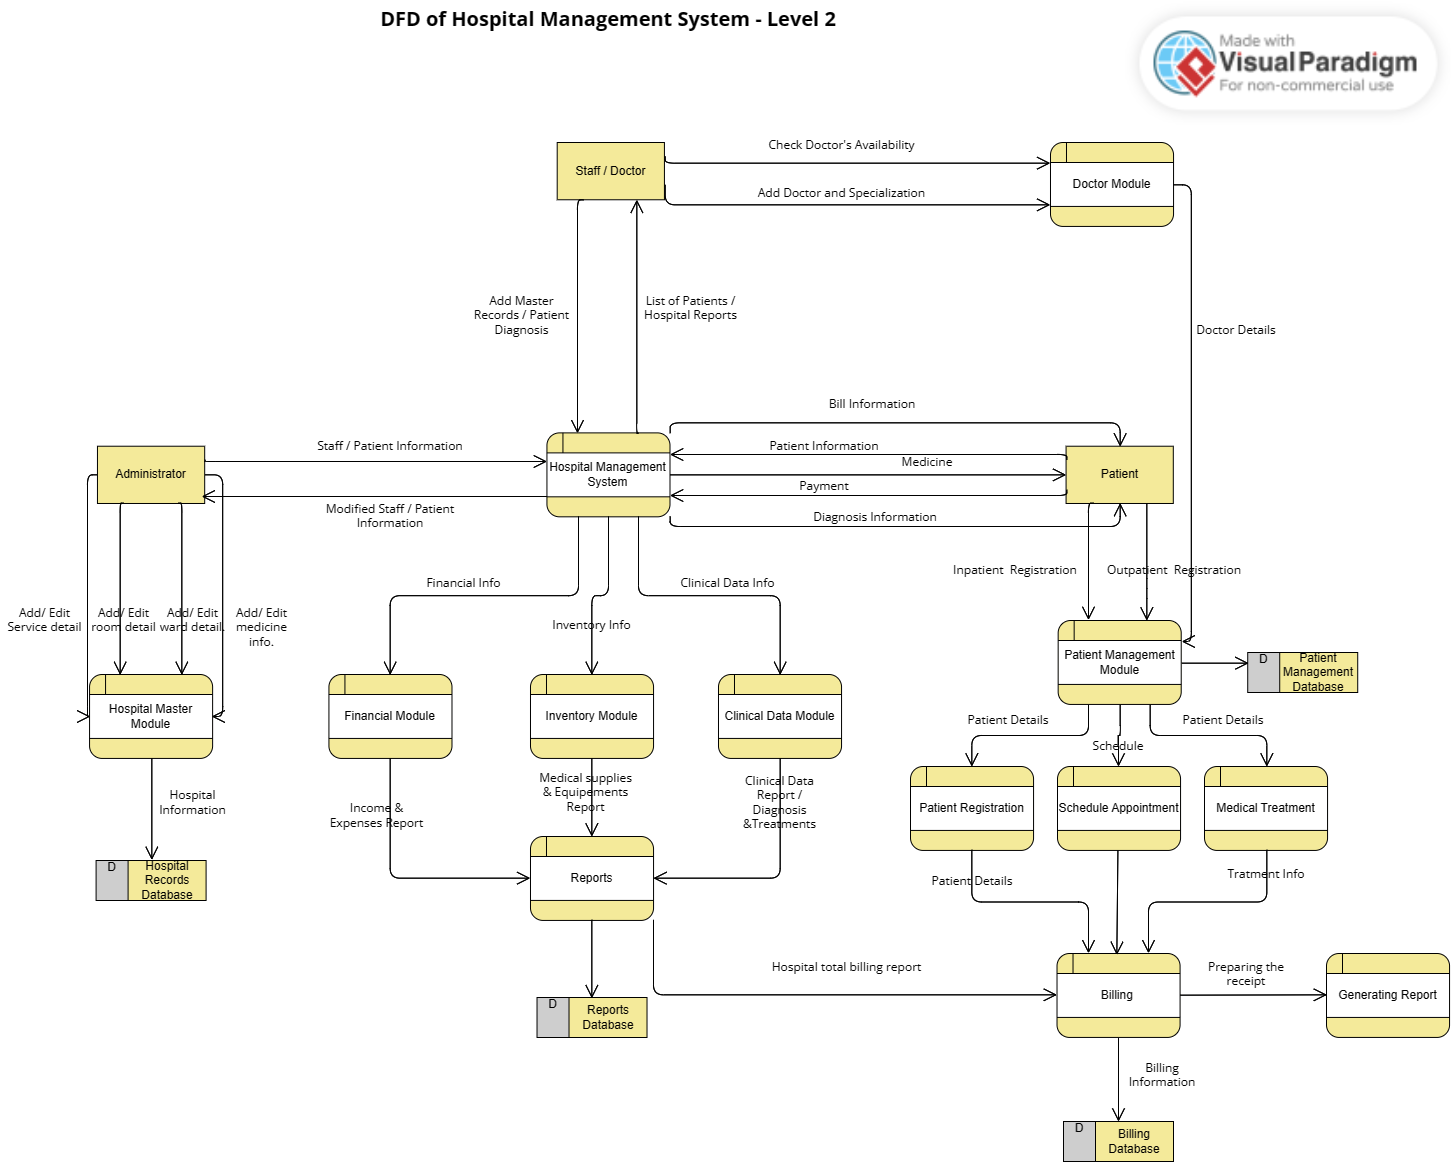 DFD of Hospital Management System - Level 2
Made with
VisualParadigm
For non-commercial use
Staff / Doctor
Check Doctor's Availability
Add Doctor and Specialization
Doctor Module
Add Master
Records / Patient
Diagnosis
List of Patients /
Hospital Reports
Doctor Details
Bill Information
Administrator
Staff / Patient Information
Modified Staff / Patient
Information
Hospital Management
System
Patient Information
Medicine
Payment
Diagnosis Information
Patient
Inpatient  Registration
Outpatient  Registration
Financial Info
Inventory Info
Clinical Data Info
Add/ Edit
Service detail
Add/ Edit
room detail
Add/ Edit
ward detail.
Add/ Edit
medicine
info.
Patient Management
Module
D
Patient
Management
Database
Hospital Master
Module
Financial Module
Inventory Module
Clinical Data Module
Patient Details
Schedule
Patient Details
Hospital
Information
Income &
Expenses Report
Medical supplies
& Equipements
Report
Clinical Data
Report /
Diagnosis
&Treatments
Patient Registration
Schedule Appointment
Medical Treatment
D
Hospital
Records
Database
Reports
Patient Details
Tratment Info
Hospital total billing report
Billing
Preparing the
receipt
Generating Report
D
Reports
Database
Billing
Information
D
Billing
Database